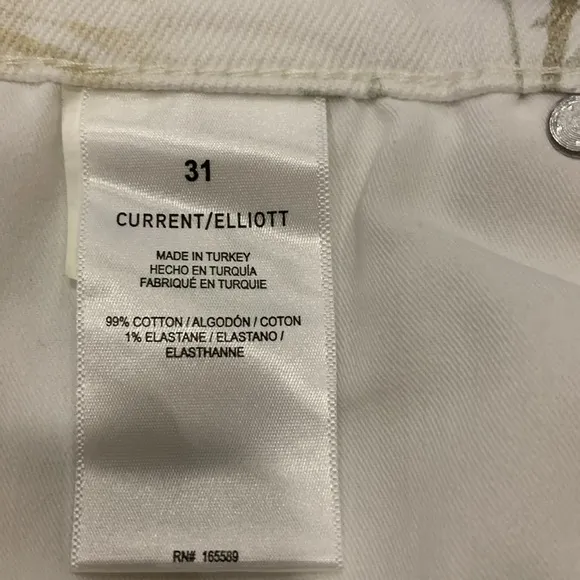 31
CURRENT/ELLIOTT
MADE IN TURKEY
HECHO EN TURQUÍA
FABRIQUÉ EN TURQUIE
99% COTTON / ALGODÓN / COTON
1% ELASTANE / ELASTANO /
ELASTHANNE
RN# 165589